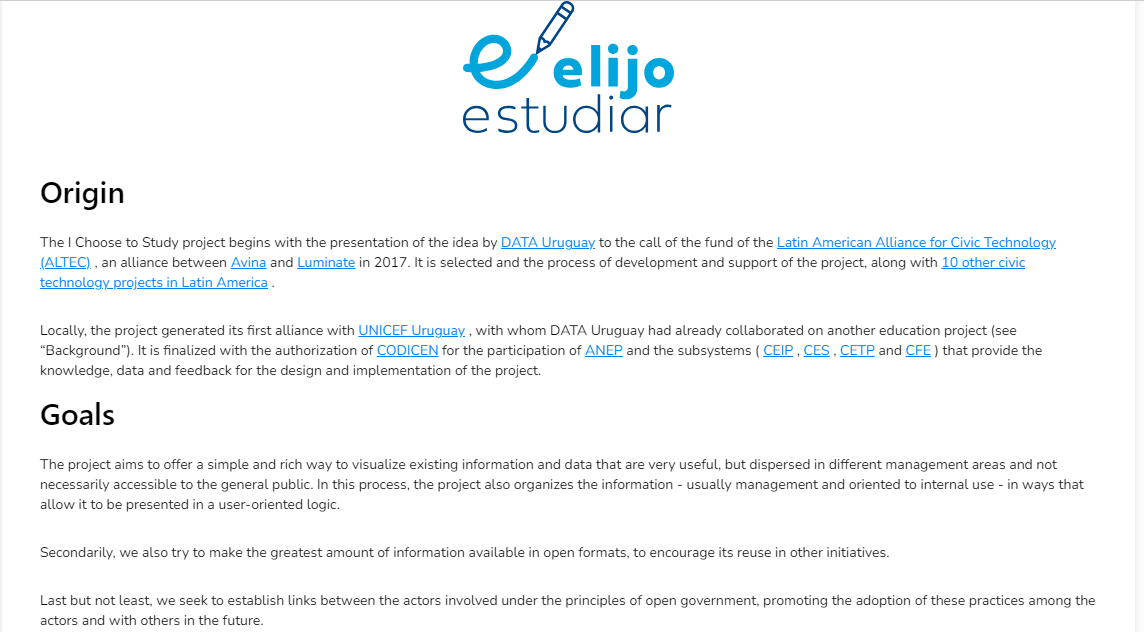 elijo
estudiar
Origin
The I Choose to Study project begins with the presentation of the idea by DATA Uruguay to the call of the fund of the Latin American Alliance for Civic Technology
(ALTEC) , an alliance between Avina and Luminate in 2017. It is selected and the process of development and support of the project, along with 10 other civic
technology projects in Latin America .
Locally, the project generated its first alliance with UNICEF Uruguay , with whom DATA Uruguay had already collaborated on another education project (see
“Background”). It is finalized with the authorization of CODICEN for the participation of ANEP and the subsystems ( CEIP , CES , CETP and CFE ) that provide the
knowledge, data and feedback for the design and implementation of the project.
Goals
The project aims to offer a simple and rich way to visualize existing information and data that are very useful, but dispersed in different management areas and not
necessarily accessible to the general public. In this process, the project also organizes the information - usually management and oriented to internal use - in ways that
allow it to be presented in a user-oriented logic.
Secondarily, we also try to make the greatest amount of information available in open formats, to encourage its reuse in other initiatives.
Last but not least, we seek to establish links between the actors involved under the principles of open government, promoting the adoption of these practices among the
actors and with others in the future.